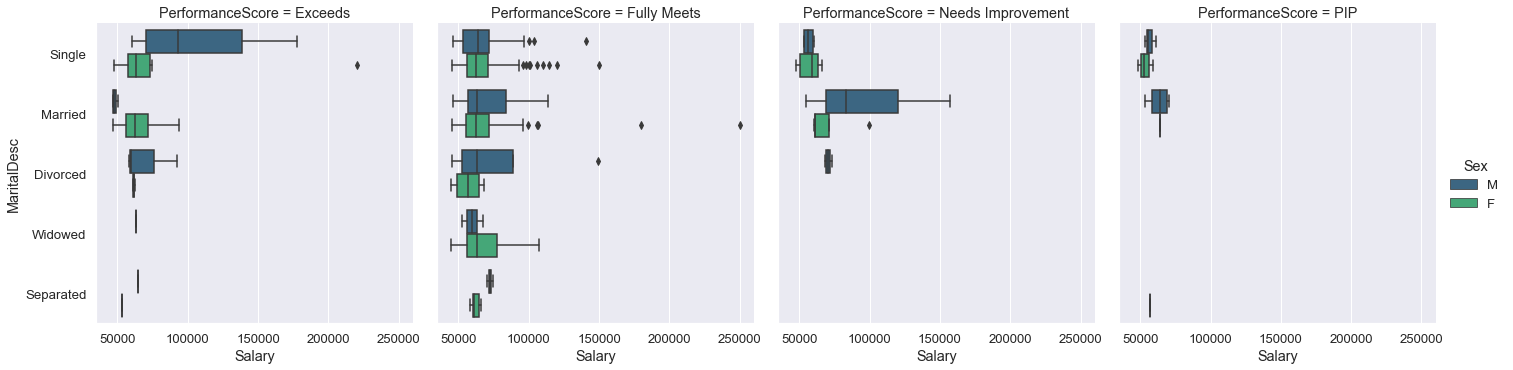 PerformanceScore = Exceeds
PerformanceScore = Fully Meets
PerformanceScore = Needs Improvement
PerformanceScore = PIP
MaritalDesc
Single
Married
Divorced
Widowed
Separated
50000 100000 150000 200000 250000
50000 100000 150000 200000 250000
50000 100000 150000 200000 250000
50000 100000 150000 200000 250000
Salary
Salary
Salary
Salary
Sex
M
F